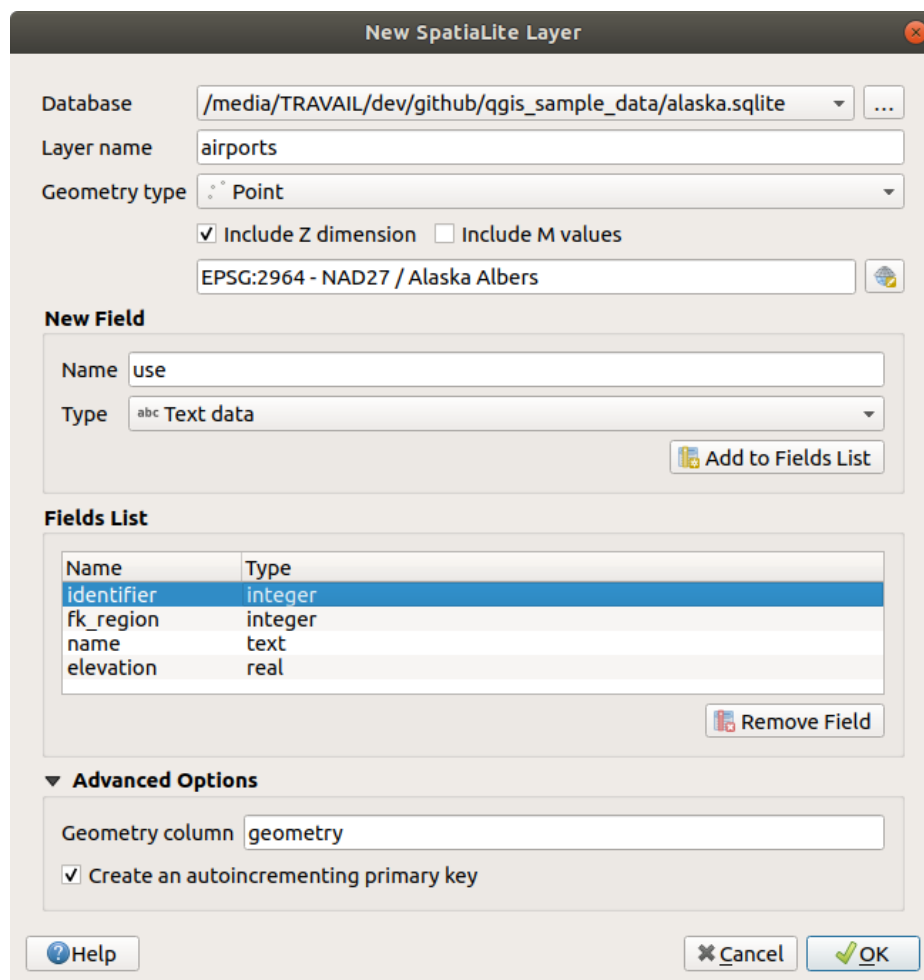 New SpatiaLite Layer
Database /media/TRAVAIL/dev/github/qgis_sample_data/alaska.sqlite ...
Layer name airports
Geometry type Point
Include Z dimension Include M values
EPSG:2964 - NAD27 / Alaska Albers
New Field
Name use
Type abc Text data
Add to Fields List
Fields List
Name Type
identifier integer
fk_region integer
name text
elevation real
Remove Field
Advanced Options
Geometry column geometry
Create an autoincrementing primary key
Help Cancel OK